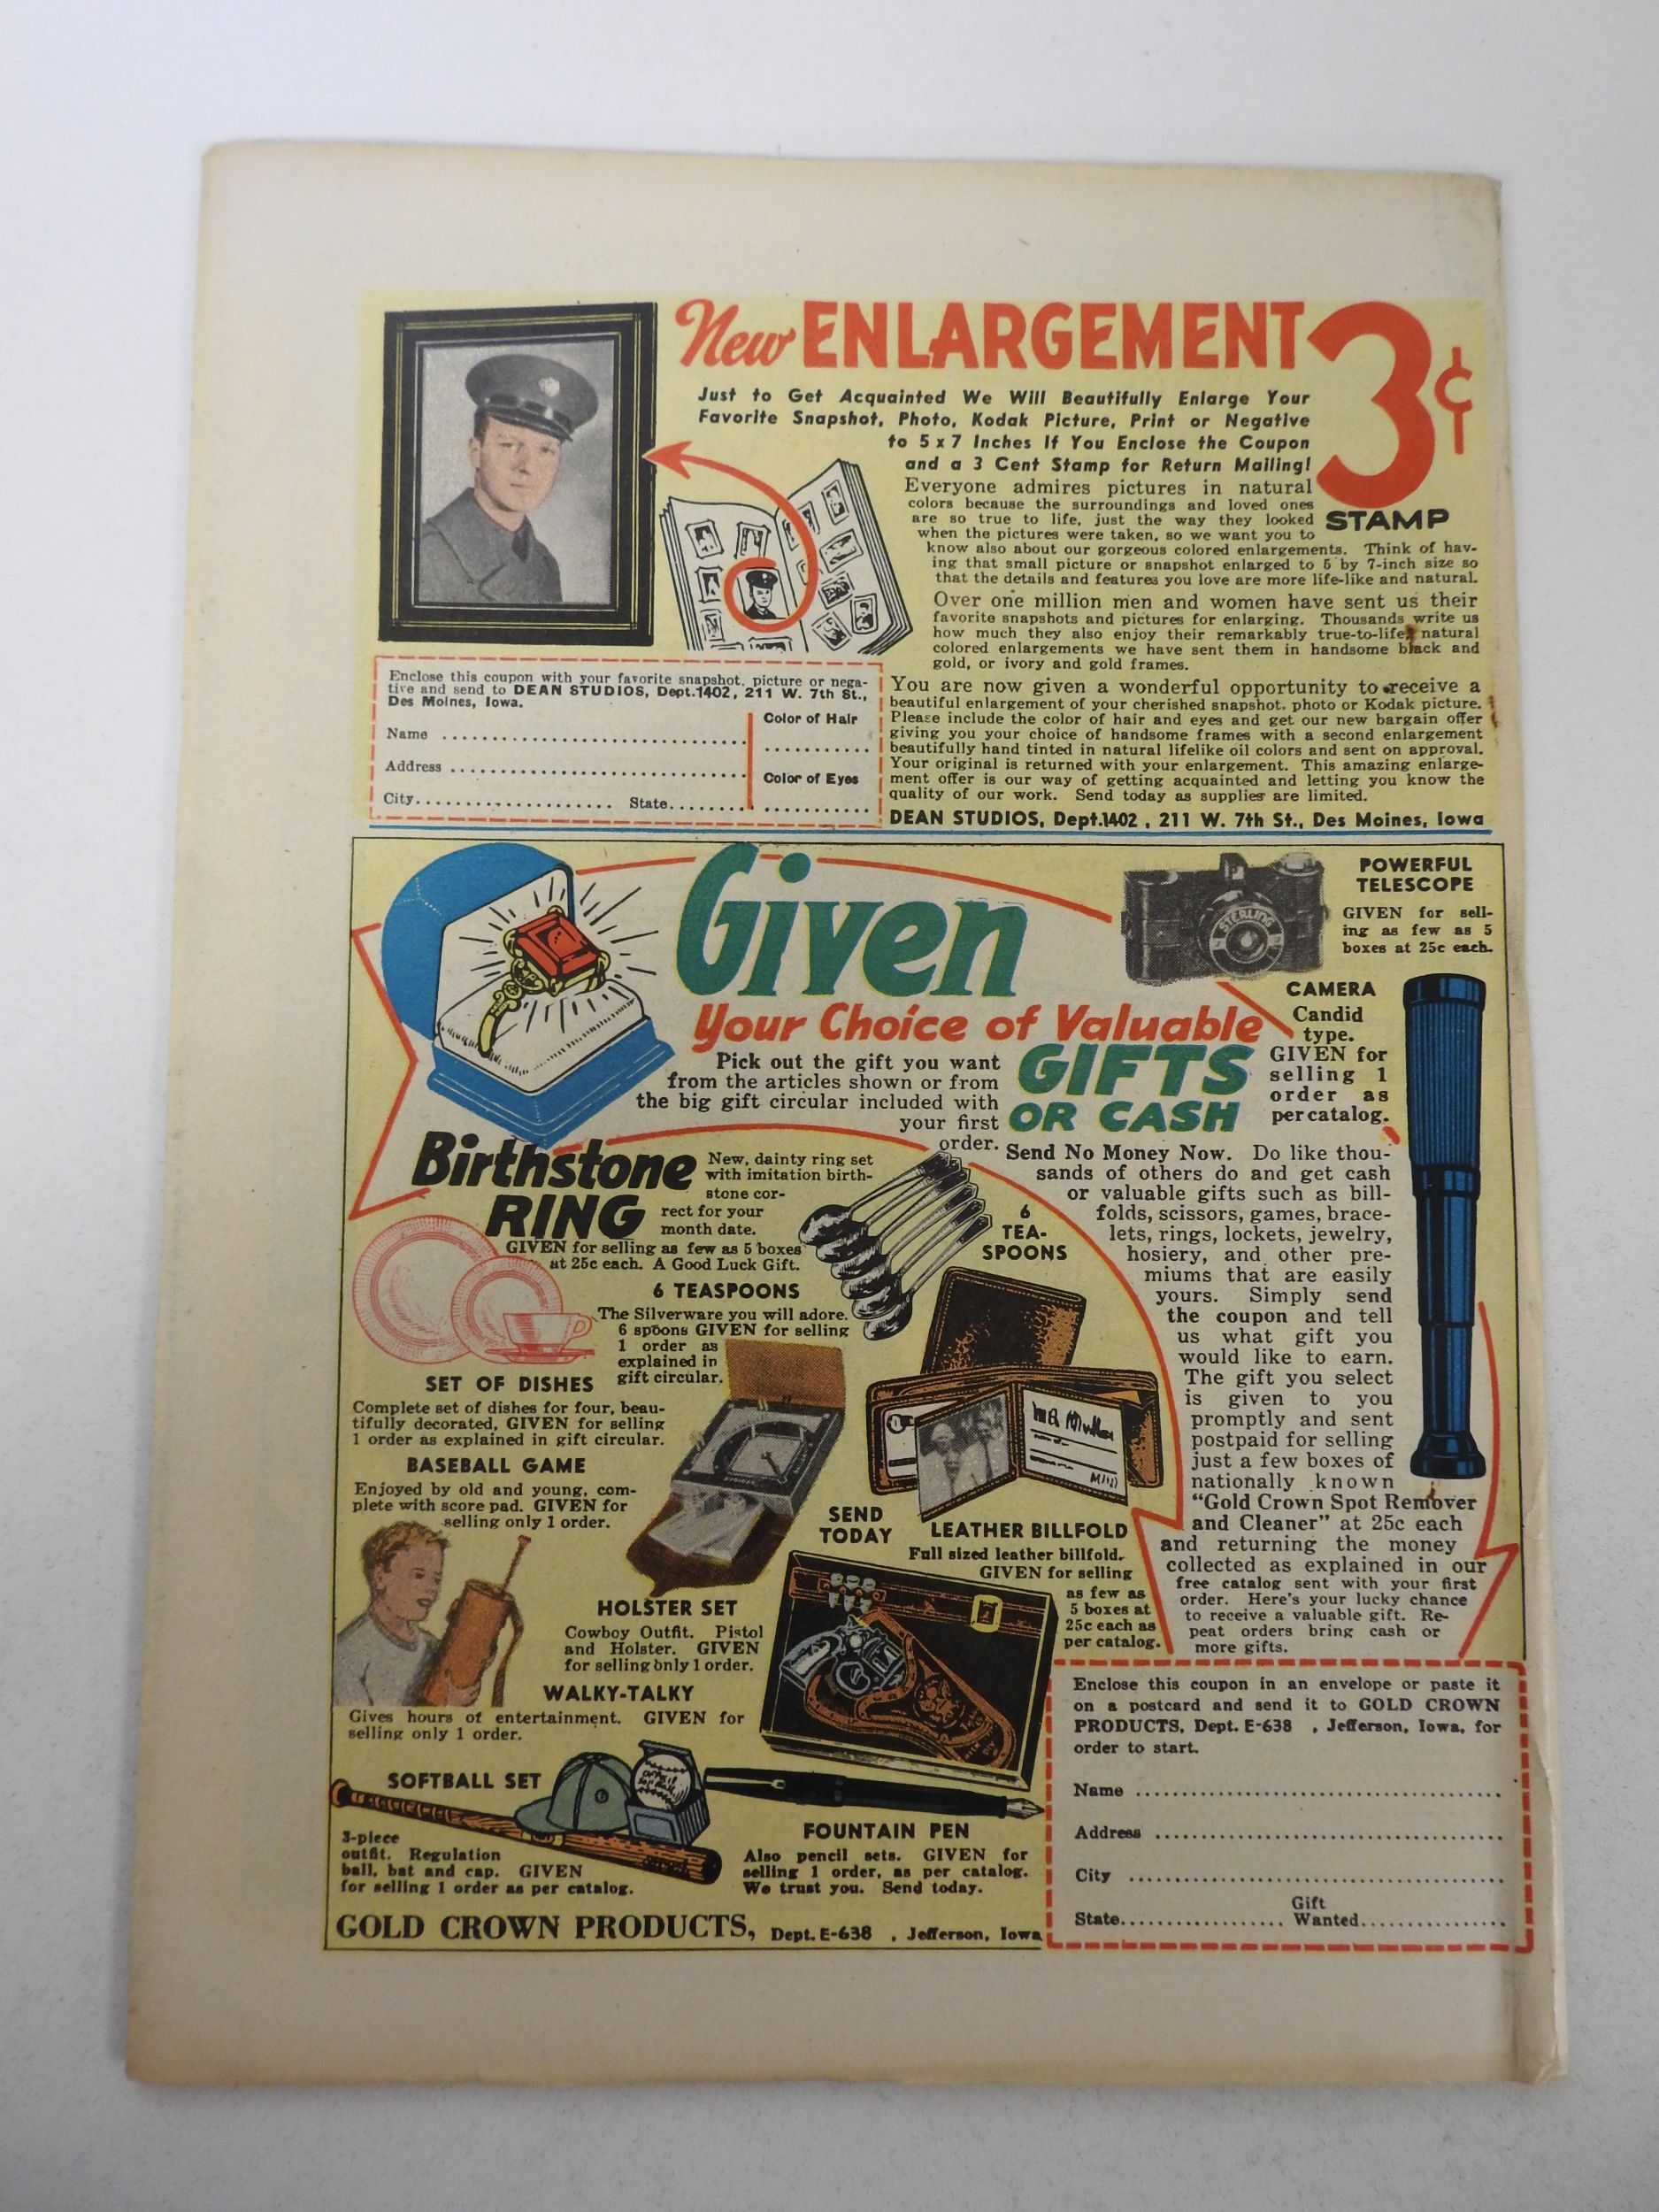 New ENLARGEMENT 3¢
STAMP
Just to Get Acquainted We Will Beautifully Enlarge Your
Favorite Snapshot, Photo, Kodak Picture, Print or Negative
to 5 x 7 Inches If You Enclose the Coupon
and a 3 Cent Stamp for Return Mailing!
Everyone admires pictures in natural
colors because the surroundings and loved ones
are so true to life, just the way they looked
when the pictures were taken, so we want you to
know also about our gorgeous colored enlargements. Think of hav-
ing that small picture or snapshot enlarged to 5 by 7-inch size so
that the details and features you love are more life-like and natural.
Over one million men and women have sent us their
favorite snapshots and pictures for enlarging. Thousands write us
how much they also enjoy their remarkably true-to-life, natural
colored enlargements we have sent them in handsome black and
gold, or ivory and gold frames.
You are now given a wonderful opportunity to receive a
beautiful enlargement of your cherished snapshot, photo or Kodak picture.
Please include the color of hair and eyes and get our new bargain offer
giving you your choice of handsome frames with a second enlargement
beautifully hand tinted in natural lifelike oil colors and sent on approval.
Your original is returned with your enlargement. This amazing enlarge-
ment offer is our way of getting acquainted and letting you know the
quality of our work. Send today as supplies are limited.
DEAN STUDIOS, Dept.1402 , 211 W. 7th St., Des Moines, Iowa
Enclose this coupon with your favorite snapshot, picture or nega-
tive and send to DEAN STUDIOS, Dept.1402, 211 W. 7th St.,
Des Moines, Iowa.
Color of Hair
Name
Address
Color of Eyes
City State
Given
Your Choice of Valuable
GIFTS
OR CASH
Pick out the gift you want
from the articles shown or from
the big gift circular included with
your first
order.
STERLING
POWERFUL
TELESCOPE
GIVEN for sell-
ing as few as 5
boxes at 25c each.
CAMERA
Candid
type.
GIVEN for
selling 1
order as
per catalog.
Send No Money Now. Do like thou-
sands of others do and get cash
or valuable gifts such as bill-
folds, scissors, games, brace-
lets, rings, lockets, jewelry,
hosiery, and other pre-
miums that are easily
yours. Simply send
the coupon and tell
us what gift you
would like to earn.
The gift you select
is given to you
promptly and sent
postpaid for selling
just a few boxes of
nationally known
"Gold Crown Spot Remover
and Cleaner" at 25c each
and returning the money
collected as explained in our
free catalog sent with your first
order. Here's your lucky chance
to receive a valuable gift. Re-
peat orders bring cash or
more gifts.
Birthstone
RING
New, dainty ring set
with imitation birth-
stone cor-
rect for your
month date.
GIVEN for selling as few as 5 boxes
at 25c each. A Good Luck Gift.
6
TEA-
SPOONS
6 TEASPOONS
The Silverware you will adore.
6 spoons GIVEN for selling
1 order as
explained in
gift circular.
SET OF DISHES
Complete set of dishes for four, beau-
tifully decorated, GIVEN for selling
1 order as explained in gift circular.
BASEBALL GAME
Enjoyed by old and young, com-
plete with score pad. GIVEN for
selling only 1 order.
SEND
TODAY
LEATHER BILLFOLD
Full sized leather billfold.
GIVEN for selling
as few as
5 boxes at
25c each as
per catalog.
HOLSTER SET
Cowboy Outfit. Pistol
and Holster. GIVEN
for selling only 1 order.
WALKY-TALKY
Gives hours of entertainment. GIVEN for
selling only 1 order.
SOFTBALL SET
3-piece
outfit. Regulation
ball, bat and cap. GIVEN
for selling 1 order as per catalog.
FOUNTAIN PEN
Also pencil sets. GIVEN for
selling 1 order, as per catalog.
We trust you. Send today.
GOLD CROWN PRODUCTS, Dept. E-638 , Jefferson, Iowa
Enclose this coupon in an envelope or paste it
on a postcard and send it to GOLD CROWN
PRODUCTS, Dept. E-638 , Jefferson, Iowa, for
order to start.
Name
Address
City
State Gift Wanted